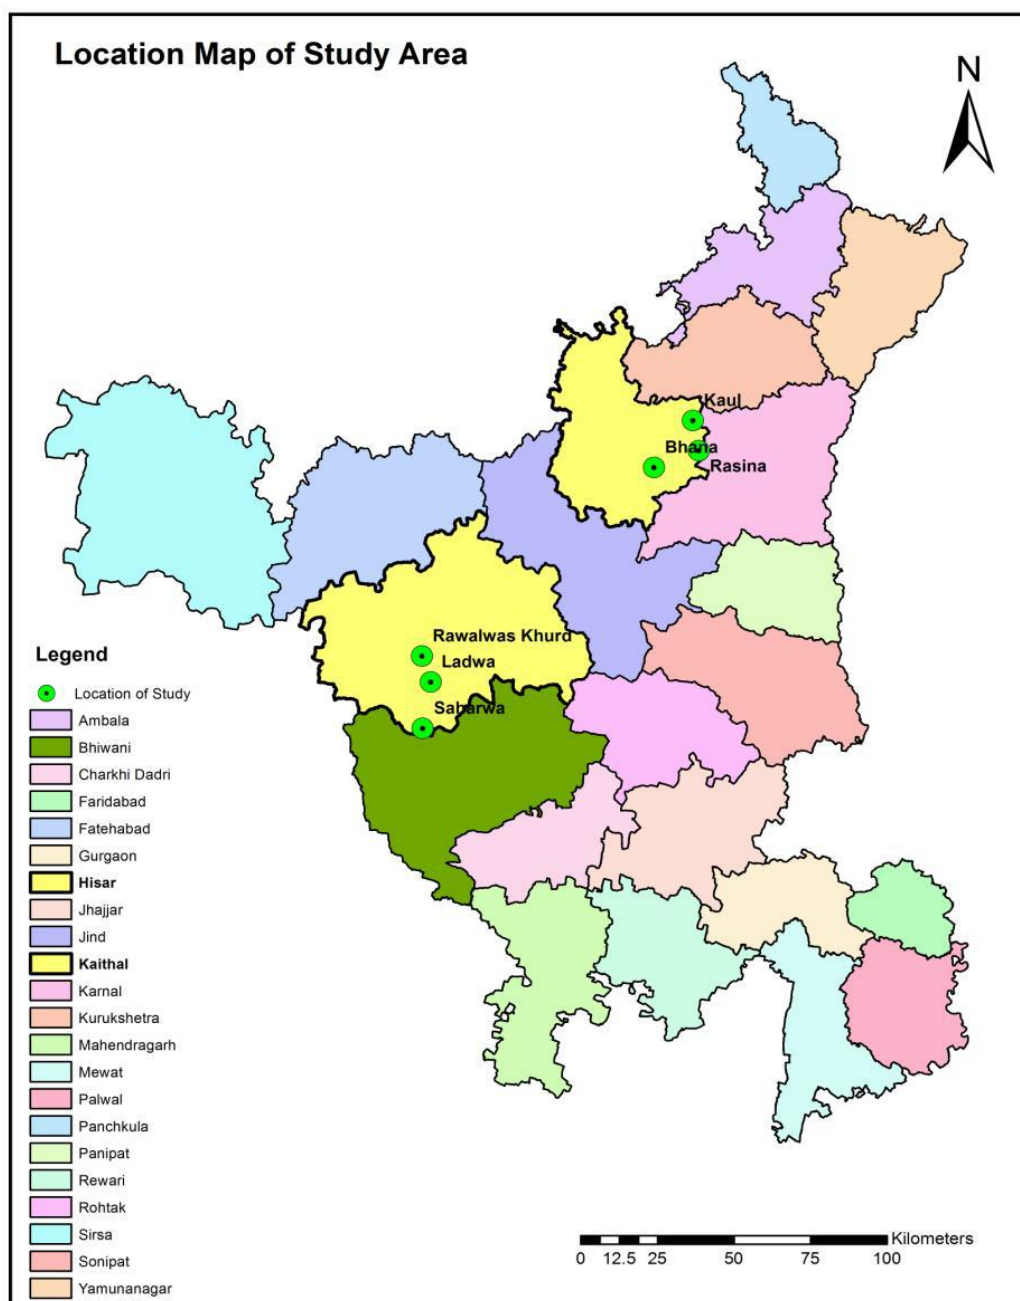 Location Map of Study Area
N
Kaul
Bhana
Rasina
Rawalwas Khurd
Ladwa
Sabarwa
Legend
Location of Study
Ambala
Bhiwani
Charkhi Dadri
Faridabad
Fatehabad
Gurgaon
Hisar
Jhajjar
Jind
Kaithal
Karnal
Kurukshetra
Mahendragarh
Mewat
Palwal
Panchkula
Panipat
Rewari
Rohtak
Sirsa
Sonipat
Yamunanagar
Kilometers
0 12.5 25 50 75 100